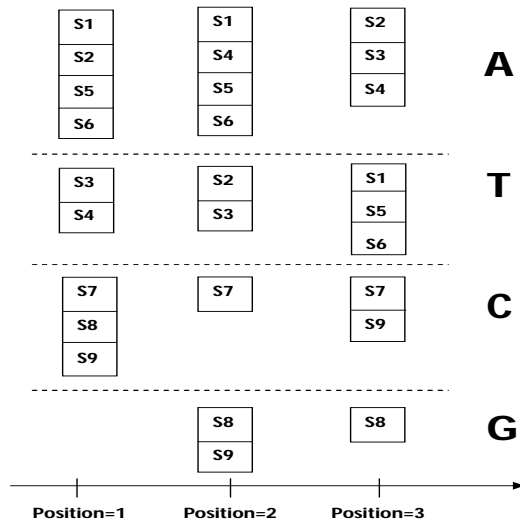 S1 S1 S2
S2 S4 S3 A
S5 S5 S4
S6 S6
S3 S2 S1 T
S4 S3 S5
S6
S7 S7 S7
S8 S9 C
S9
S8 S8 G
S9
Position=1 Position=2 Position=3